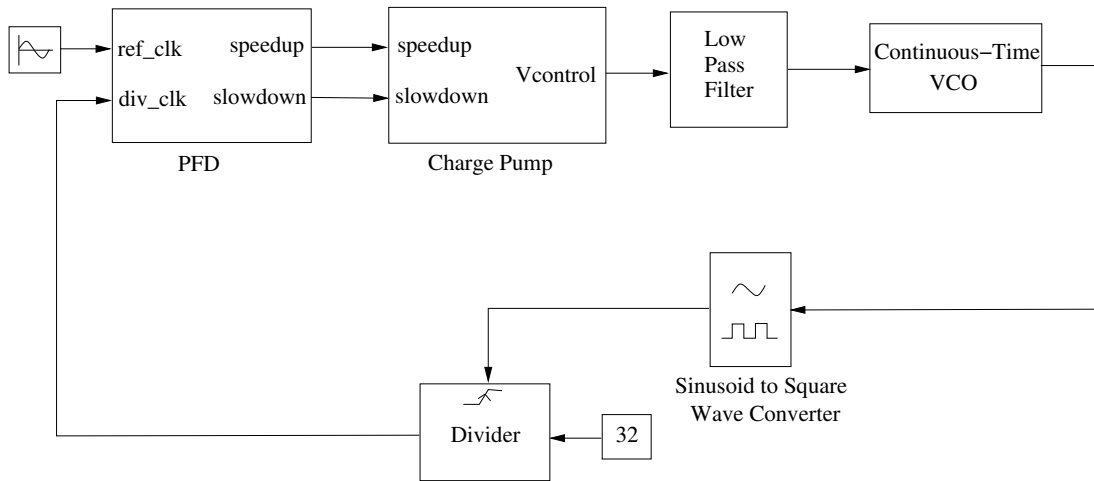 ref_clk
div_clk
speedup
slowdown
PFD
speedup
slowdown
Vcontrol
Charge Pump
Low
Pass
Filter
Continuous−Time
VCO
Sinusoid to Square
Wave Converter
Divider
32